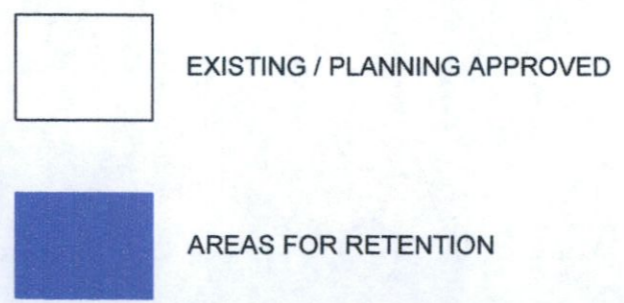 EXISTING / PLANNING APPROVED
AREAS FOR RETENTION